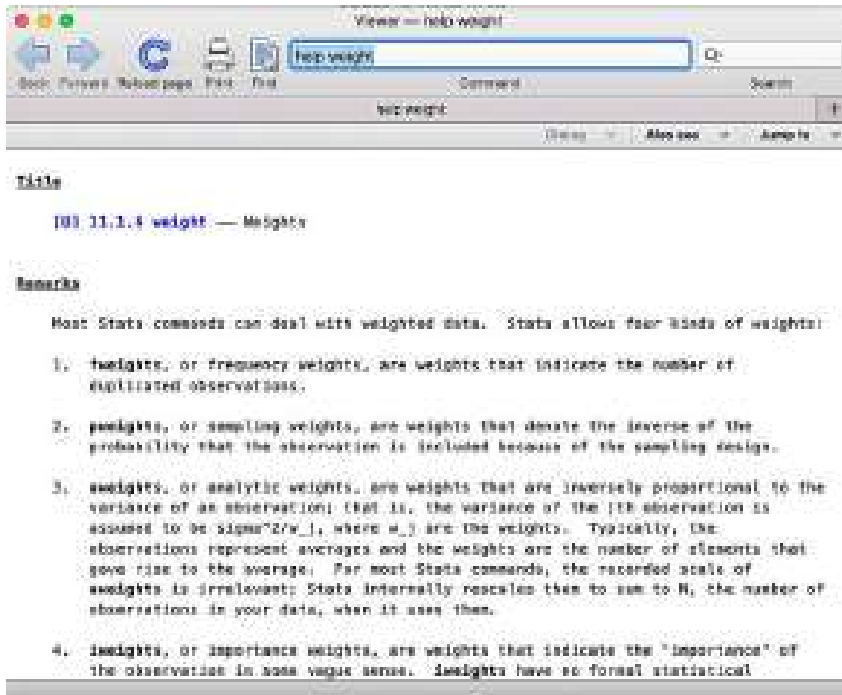 Viewer — help weight
help weight
Back Forward Reload page Print Find Command Search
help weight +
Dialog Also see Jump to
Title
[U] 11.1.6 weight — Weights
Remarks
Most Stata commands can deal with weighted data. Stata allows four kinds of weights:
1. fweights, or frequency weights, are weights that indicate the number of
duplicated observations.
2. pweights, or sampling weights, are weights that denote the inverse of the
probability that the observation is included because of the sampling design.
3. aweights, or analytic weights, are weights that are inversely proportional to the
variance of an observation; that is, the variance of the jth observation is
assumed to be sigma^2/w_j, where w_j are the weights. Typically, the
observations represent averages and the weights are the number of elements that
gave rise to the average. For most Stata commands, the recorded scale of
aweights is irrelevant; Stata internally rescales them to sum to N, the number of
observations in your data, when it uses them.
4. iweights, or importance weights, are weights that indicate the "importance" of
the observation in some vague sense. iweights have no formal statistical